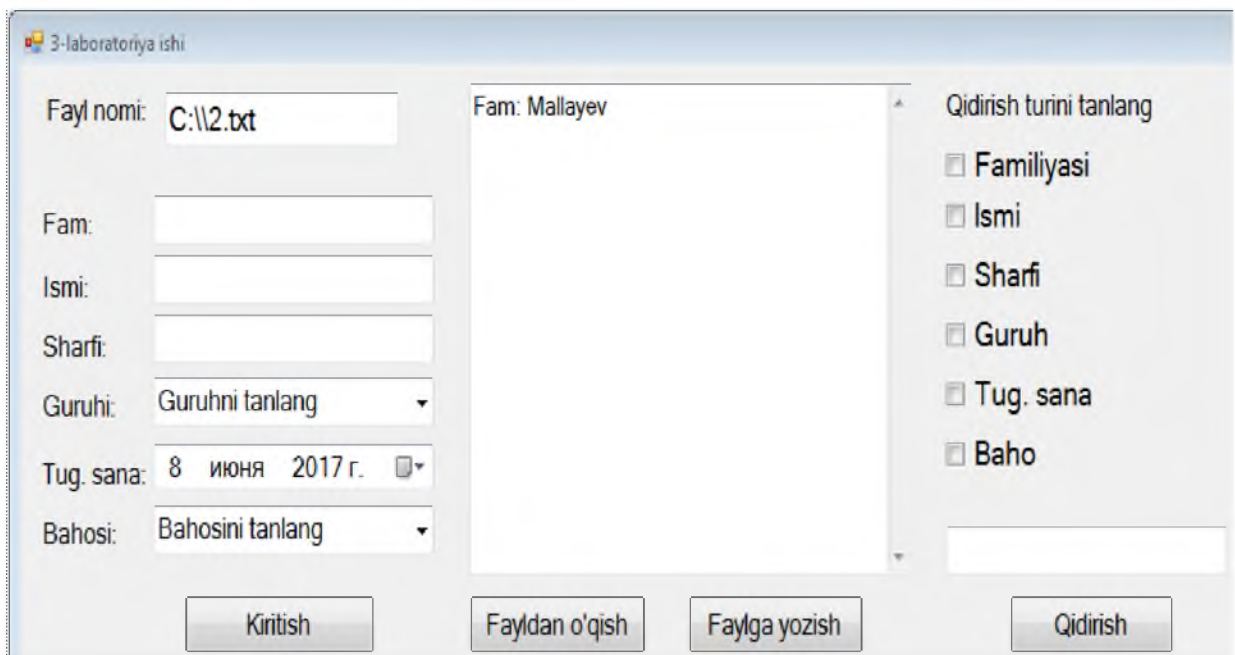 3-laboratoriya ishi
Fayl nomi:
C:\\2.txt
Fam:
Ismi:
Sharfi:
Guruhi:
Guruhni tanlang
Tug. sana:
8 июня 2017 г.
Bahosi:
Bahosini tanlang
Kiritish
Fam: Mallayev
Fayldan o'qish
Faylga yozish
Qidirish turini tanlang
Familiyasi
Ismi
Sharfi
Guruh
Tug. sana
Baho
Qidirish